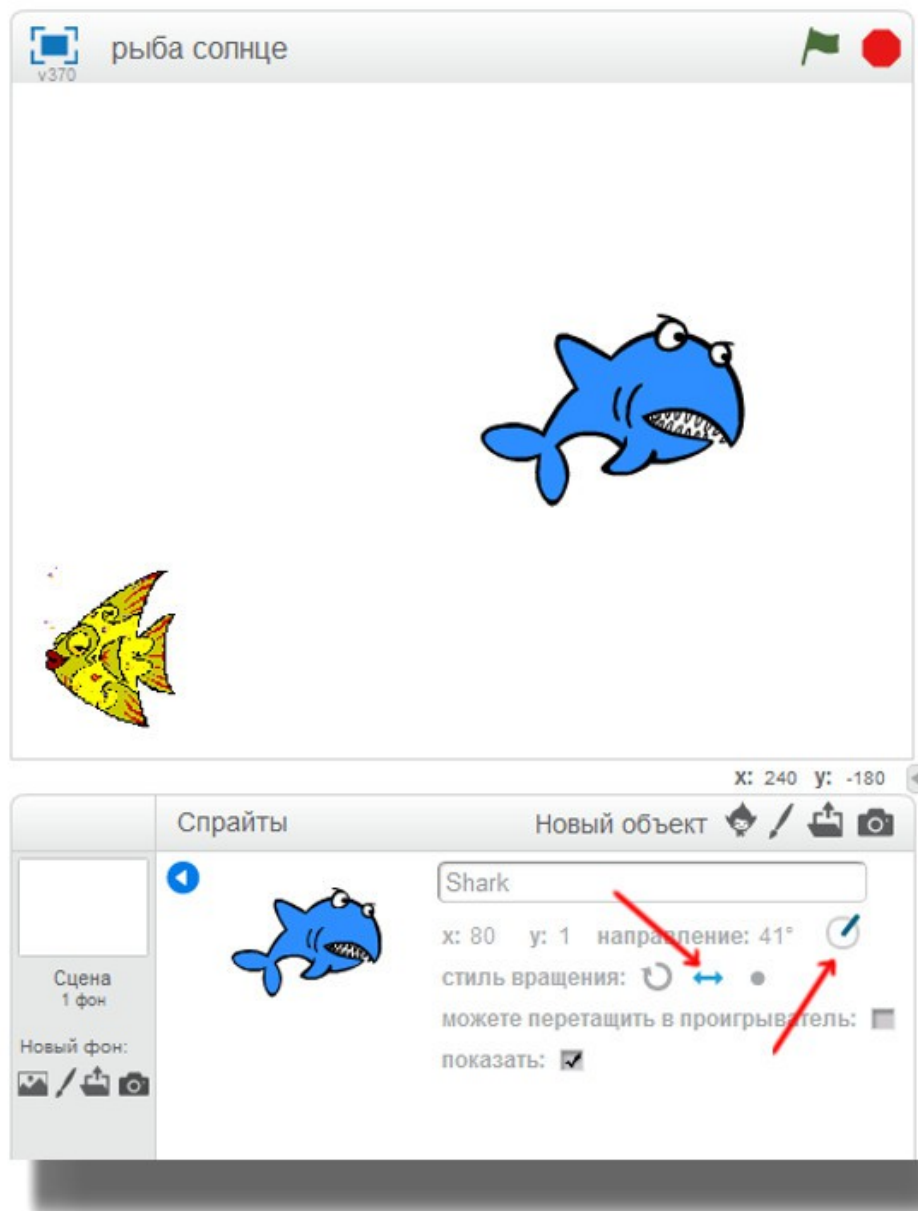 рыба солнце
v370
x: 240 y: -180
Спрайты
Новый объект
Shark
x: 80 y: 1 направление: 41°
стиль вращения:
можете перетащить в проигрыватель:
показать:
Сцена
1 фон
Новый фон: